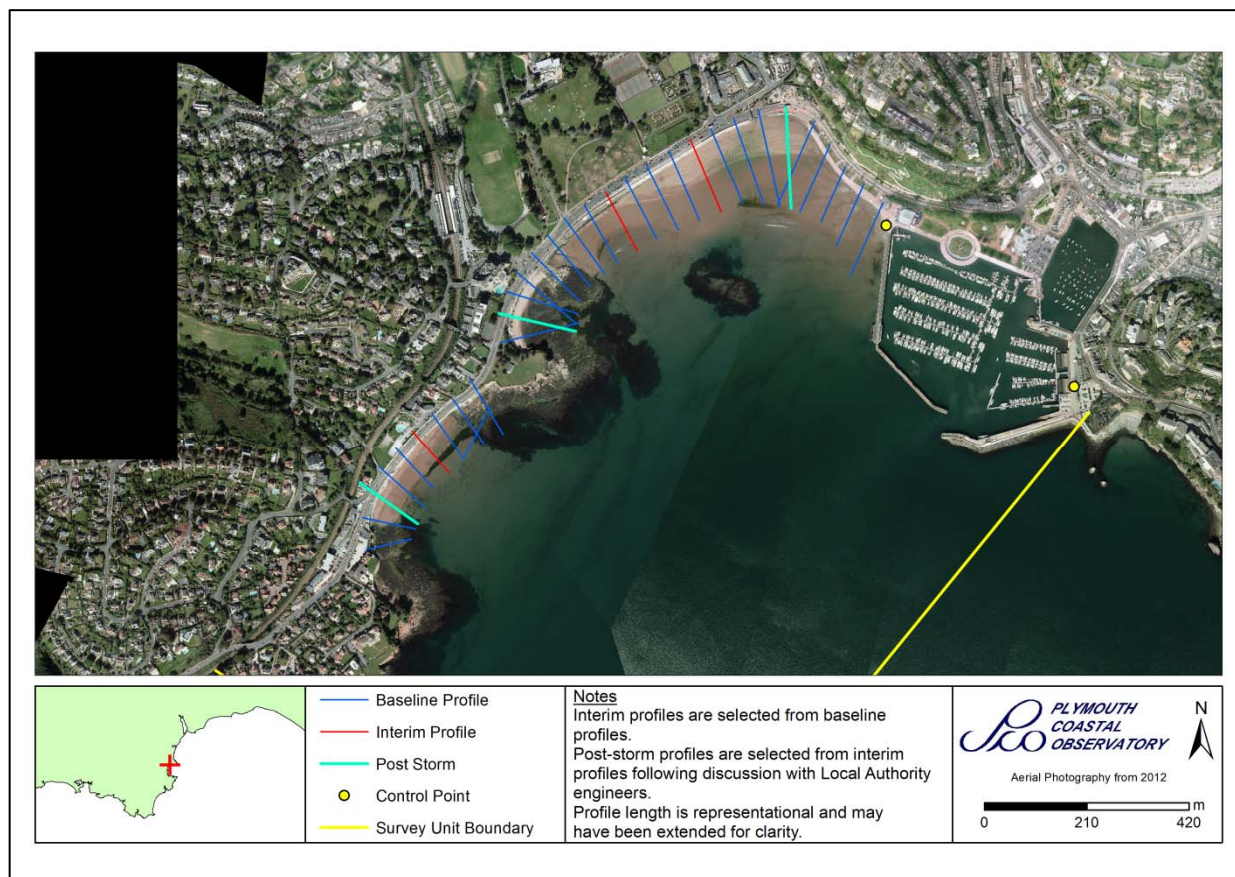 Baseline Profile
Interim Profile
Post Storm
Control Point
Survey Unit Boundary
Notes
Interim profiles are selected from baseline
profiles.
Post-storm profiles are selected from interim
profiles following discussion with Local Authority
engineers.
Profile length is representational and may
have been extended for clarity.
PCO
PLYMOUTH
COASTAL
OBSERVATORY
N
Aerial Photography from 2012
m
0 210 420